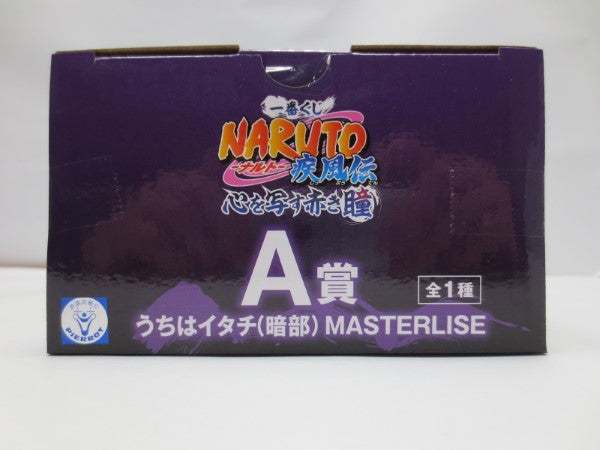 一番くじ
NARUTO
-ナルト-
疾風伝
心を写す赤き瞳
A賞
全1種
うちはイタチ(暗部) MASTERLISE
PIERROT